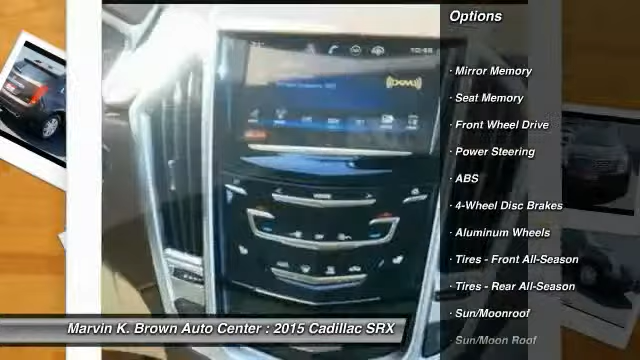 Options
· Mirror Memory
· Seat Memory
· Front Wheel Drive
· Power Steering
· ABS
· 4-Wheel Disc Brakes
· Aluminum Wheels
· Tires - Front All-Season
· Tires - Rear All-Season
· Sun/Moonroof
· Sun/Moon Roof
Marvin K. Brown Auto Center : 2015 Cadillac SRX